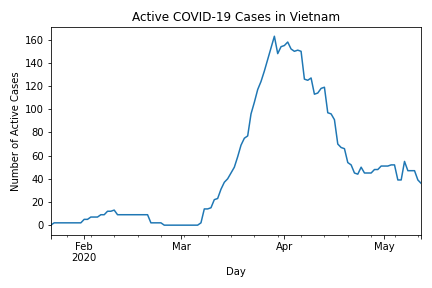 Active COVID-19 Cases in Vietnam
160
140
120
100
80
60
40
20
0
Number of Active Cases
Feb
2020
Mar
Apr
May
Day